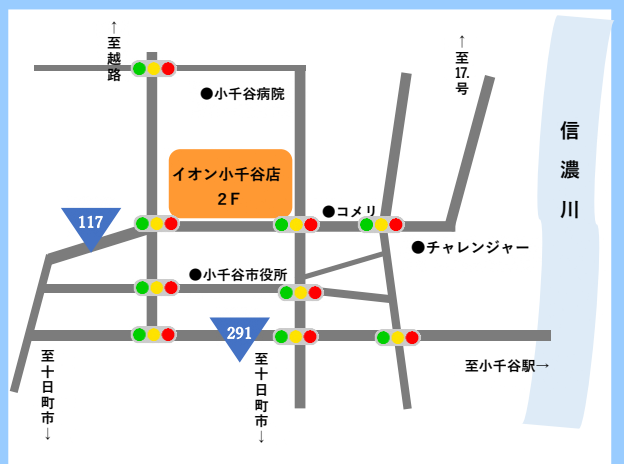 ↑至越路
↑至17.号
●小千谷病院
信濃川
イオン小千谷店
２Ｆ
117
●コメリ
●チャレンジャー
●小千谷市役所
291
至小千谷駅→
至十日町市↓
至十日町市↓